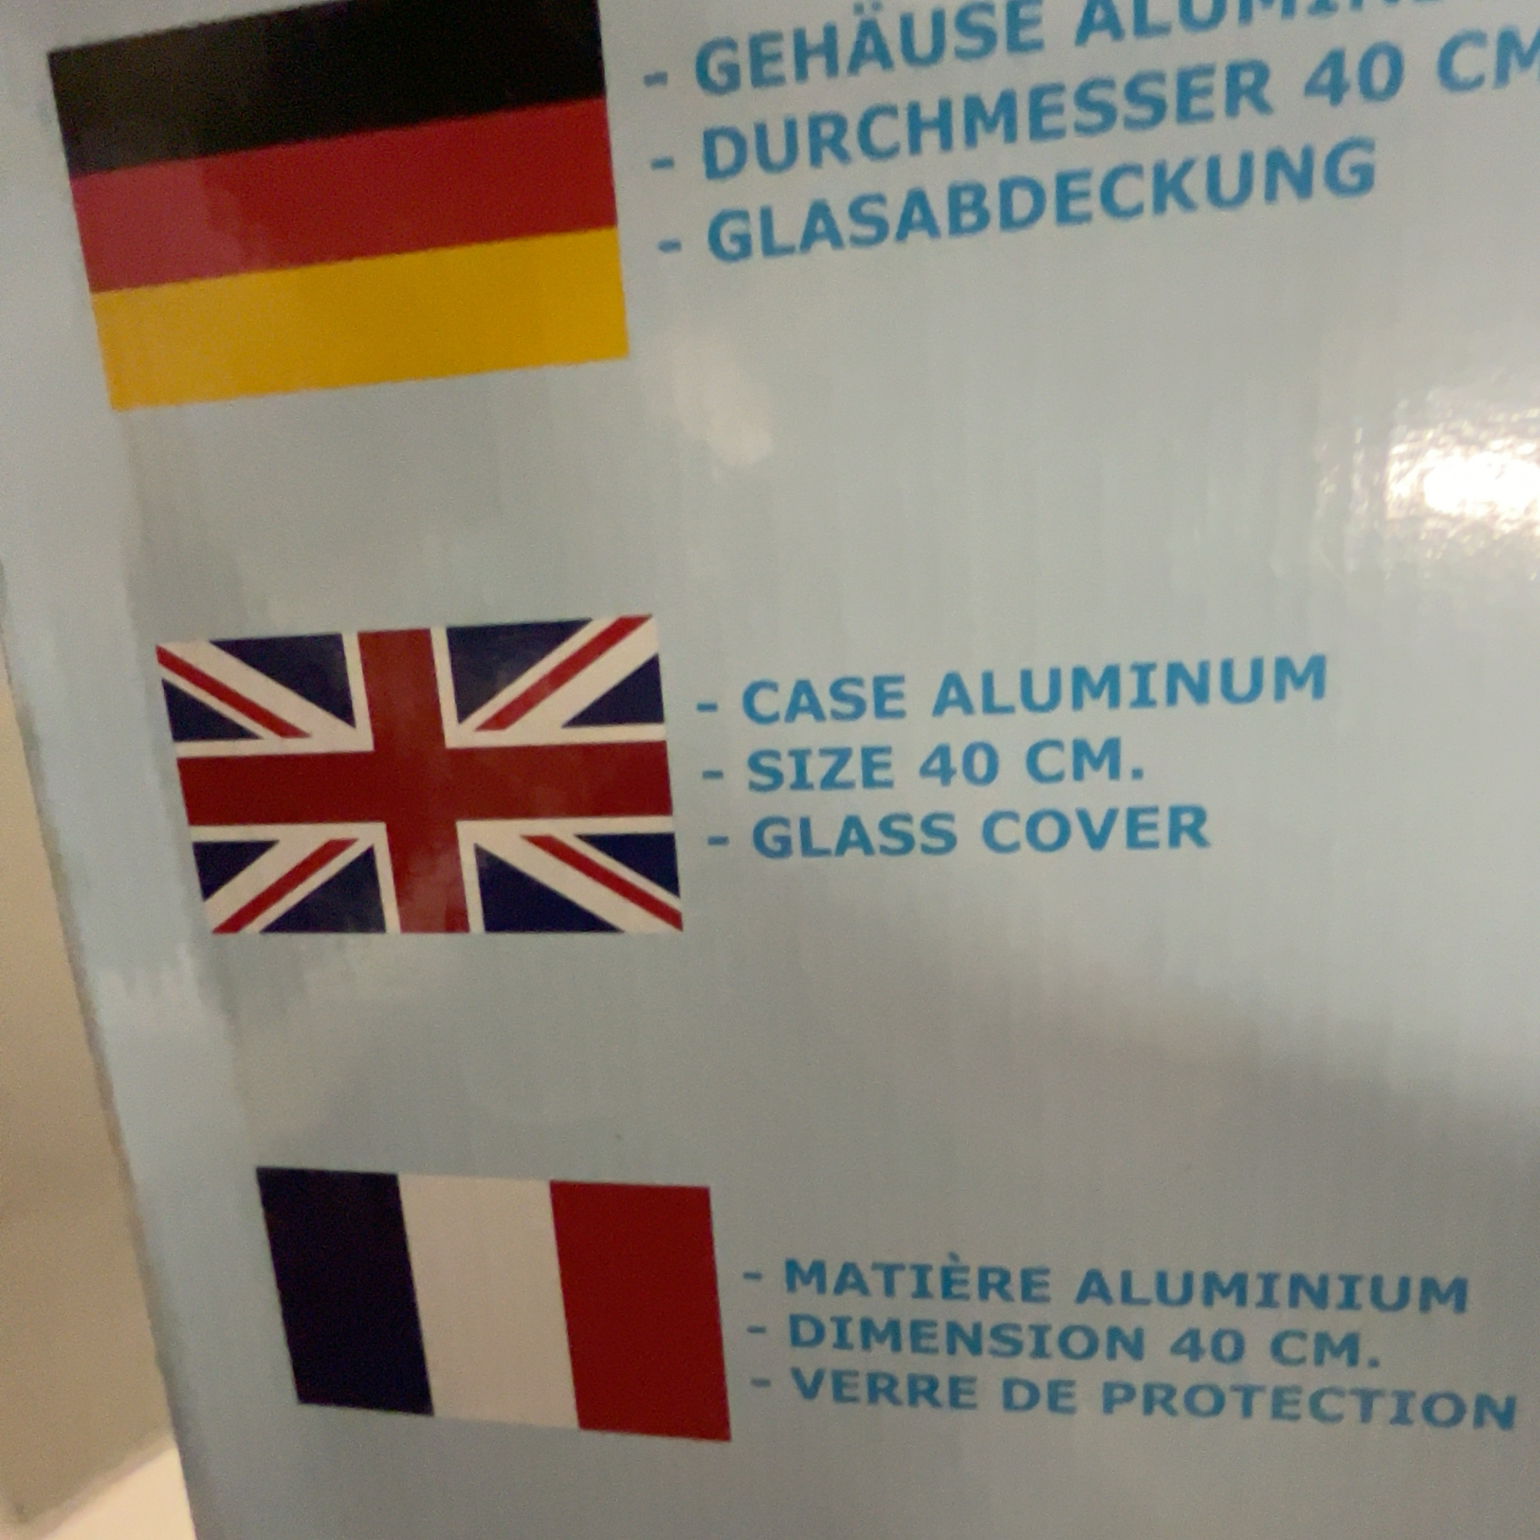 - GEHÄUSE
- DURCHMESSER 40 CM
- GLASABDECKUNG
- CASE ALUMINUM
- SIZE 40 CM.
- GLASS COVER
- MATIÈRE ALUMINIUM
- DIMENSION 40 CM.
- VERRE DE PROTECTION